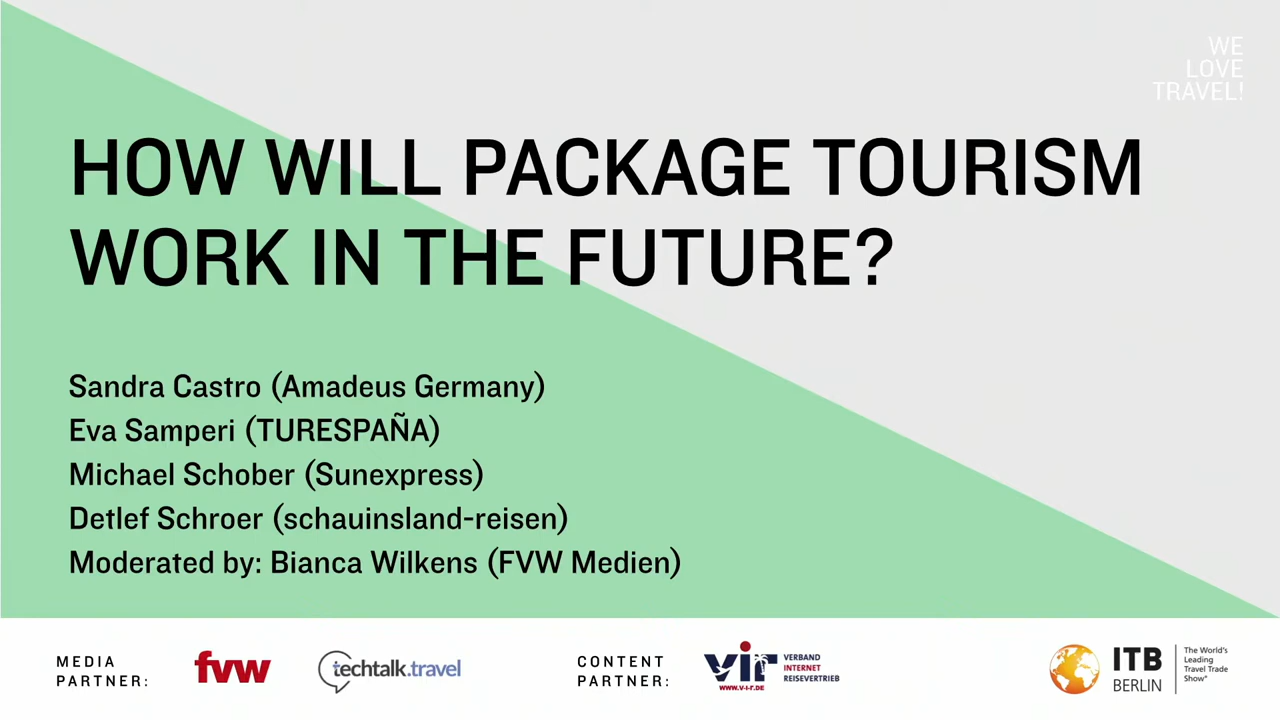 WE
LOVE
TRAVEL!
HOW WILL PACKAGE TOURISM
WORK IN THE FUTURE?
Sandra Castro (Amadeus Germany)
Eva Samperi (TURESPAÑA)
Michael Schober (Sunexpress)
Detlef Schroer (schauinsland-reisen)
Moderated by: Bianca Wilkens (FVW Medien)
MEDIA
PARTNER:
fvw
techtalk.travel
CONTENT
PARTNER:
vir
WWW.V-I-R.DE
VERBAND
INTERNET
REISEVERTRIEB
ITB
BERLIN
The World's
Leading
Travel Trade
Show®